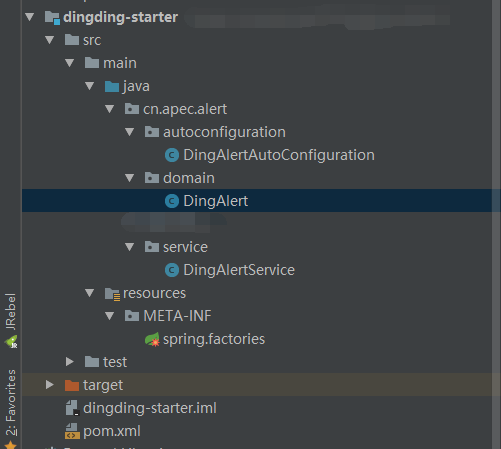 dingding-starter
src
main
java
cn.apec.alert
autoconfiguration
DingAlertAutoConfiguration
domain
DingAlert
service
DingAlertService
resources
META-INF
spring.factories
test
target
dingding-starter.iml
pom.xml
JRebel
2: Favorites